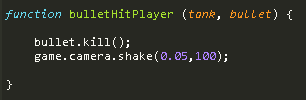 function bulletHitPlayer (tank, bullet) {
bullet.kill();
game.camera.shake(0.05,100);
}